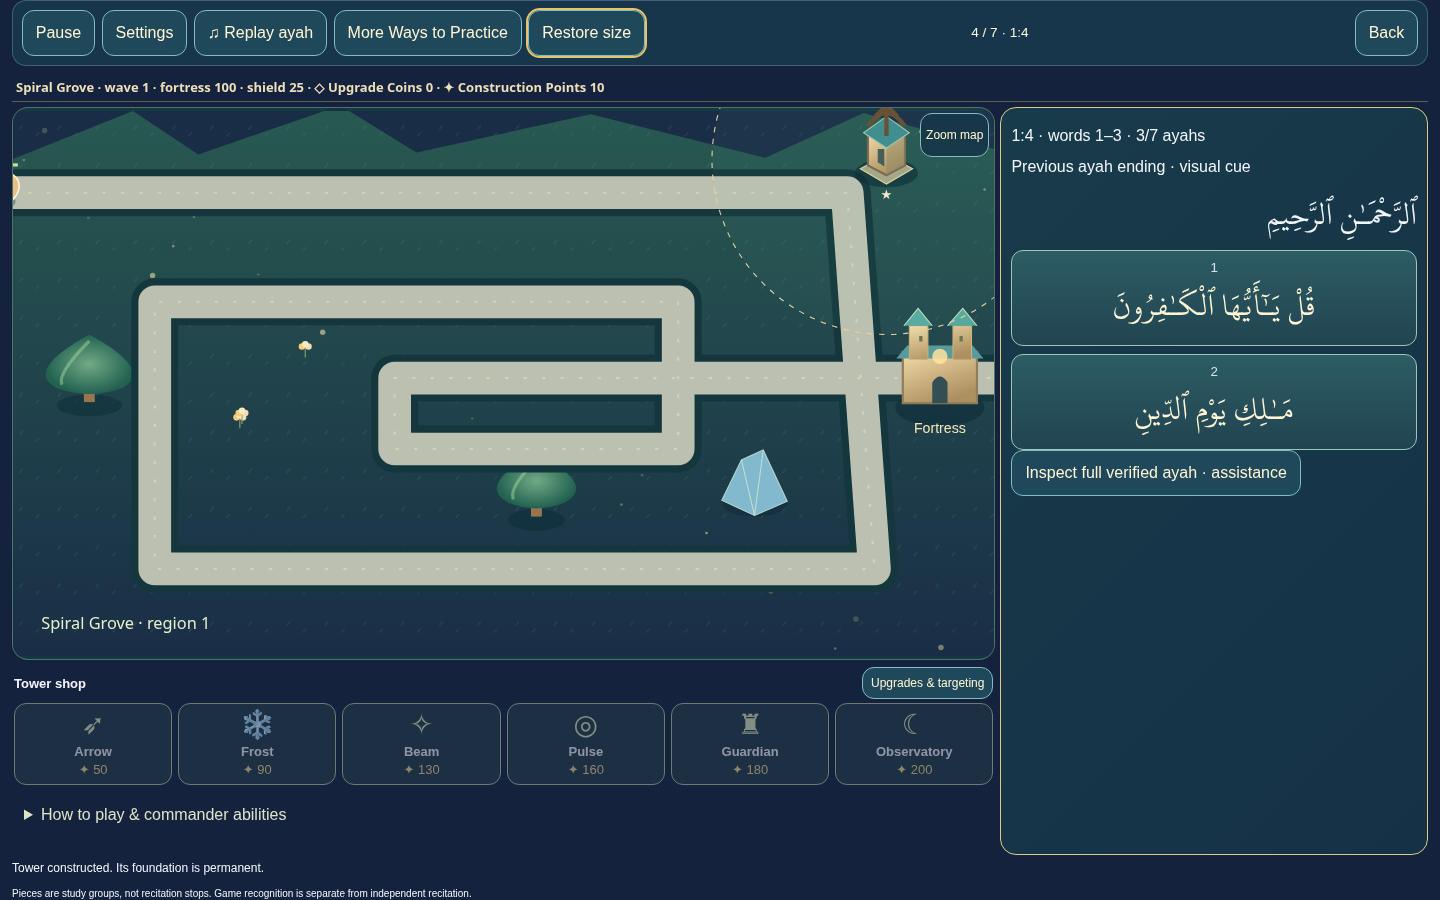 Pause
Settings
♫ Replay ayah
More Ways to Practice
Restore size
4 / 7 · 1:4
Back
Spiral Grove · wave 1 · fortress 100 · shield 25 · ◇ Upgrade Coins 0 · ✦ Construction Points 10
Zoom map
Fortress
Spiral Grove · region 1
1:4 · words 1–3 · 3/7 ayahs
Previous ayah ending · visual cue
ٱلرَّحْمَـٰنِ ٱلرَّحِيمِ
1
قُلْ يَـٰٓأَيُّهَا ٱلْكَـٰفِرُونَ
2
مَـٰلِكِ يَوْمِ ٱلدِّينِ
Inspect full verified ayah · assistance
Tower shop
Upgrades & targeting
➶ Arrow ✦ 50
❄ Frost ✦ 90
✧ Beam ✦ 130
◎ Pulse ✦ 160
♜ Guardian ✦ 180
☾ Observatory ✦ 200
▶ How to play & commander abilities
Tower constructed. Its foundation is permanent.
Pieces are study groups, not recitation stops. Game recognition is separate from independent recitation.